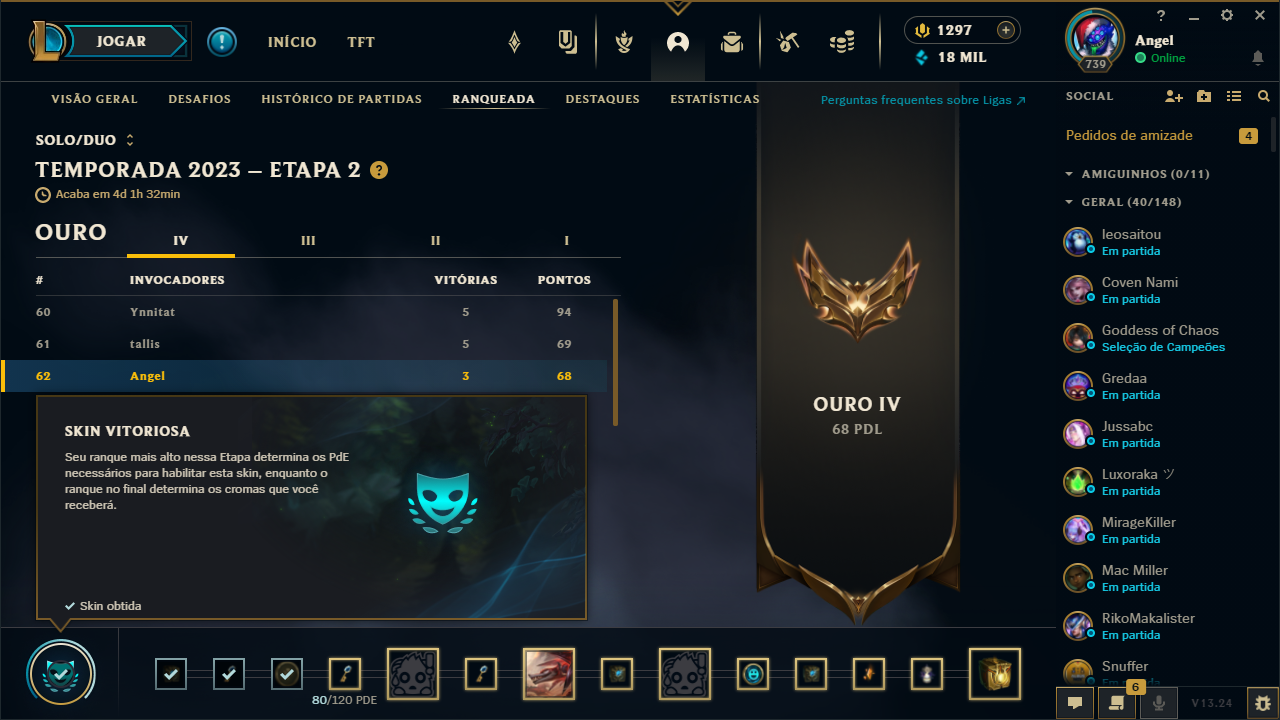 JOGAR
INÍCIO
TFT
1297
18 MIL
739
Angel
Online
VISÃO GERAL
DESAFIOS
HISTÓRICO DE PARTIDAS
RANQUEADA
DESTAQUES
ESTATÍSTICAS
Perguntas frequentes sobre Ligas
SOLO/DUO
TEMPORADA 2023 – ETAPA 2 ?
Acaba em 4d 1h 32min
OURO IV III II I
# INVOCADORES VITÓRIAS PONTOS
60 Ynnitat 5 94
61 tallis 5 69
62 Angel 3 68
SKIN VITORIOSA
Seu ranque mais alto nessa Etapa determina os PdE
necessários para habilitar esta skin, enquanto o
ranque no final determina os cromas que você
receberá.
Skin obtida
80/120 PDE
OURO IV
68 PDL
SOCIAL
Pedidos de amizade 4
AMIGUINHOS (0/11)
GERAL (40/148)
leosaitou
Em partida
Coven Nami
Em partida
Goddess of Chaos
Seleção de Campeões
Gredaa
Em partida
Jussabc
Em partida
Luxoraka ツ
Em partida
MirageKiller
Em partida
Mac Miller
Em partida
RikoMakalister
Em partida
Snuffer
Em partida
6
V13.24